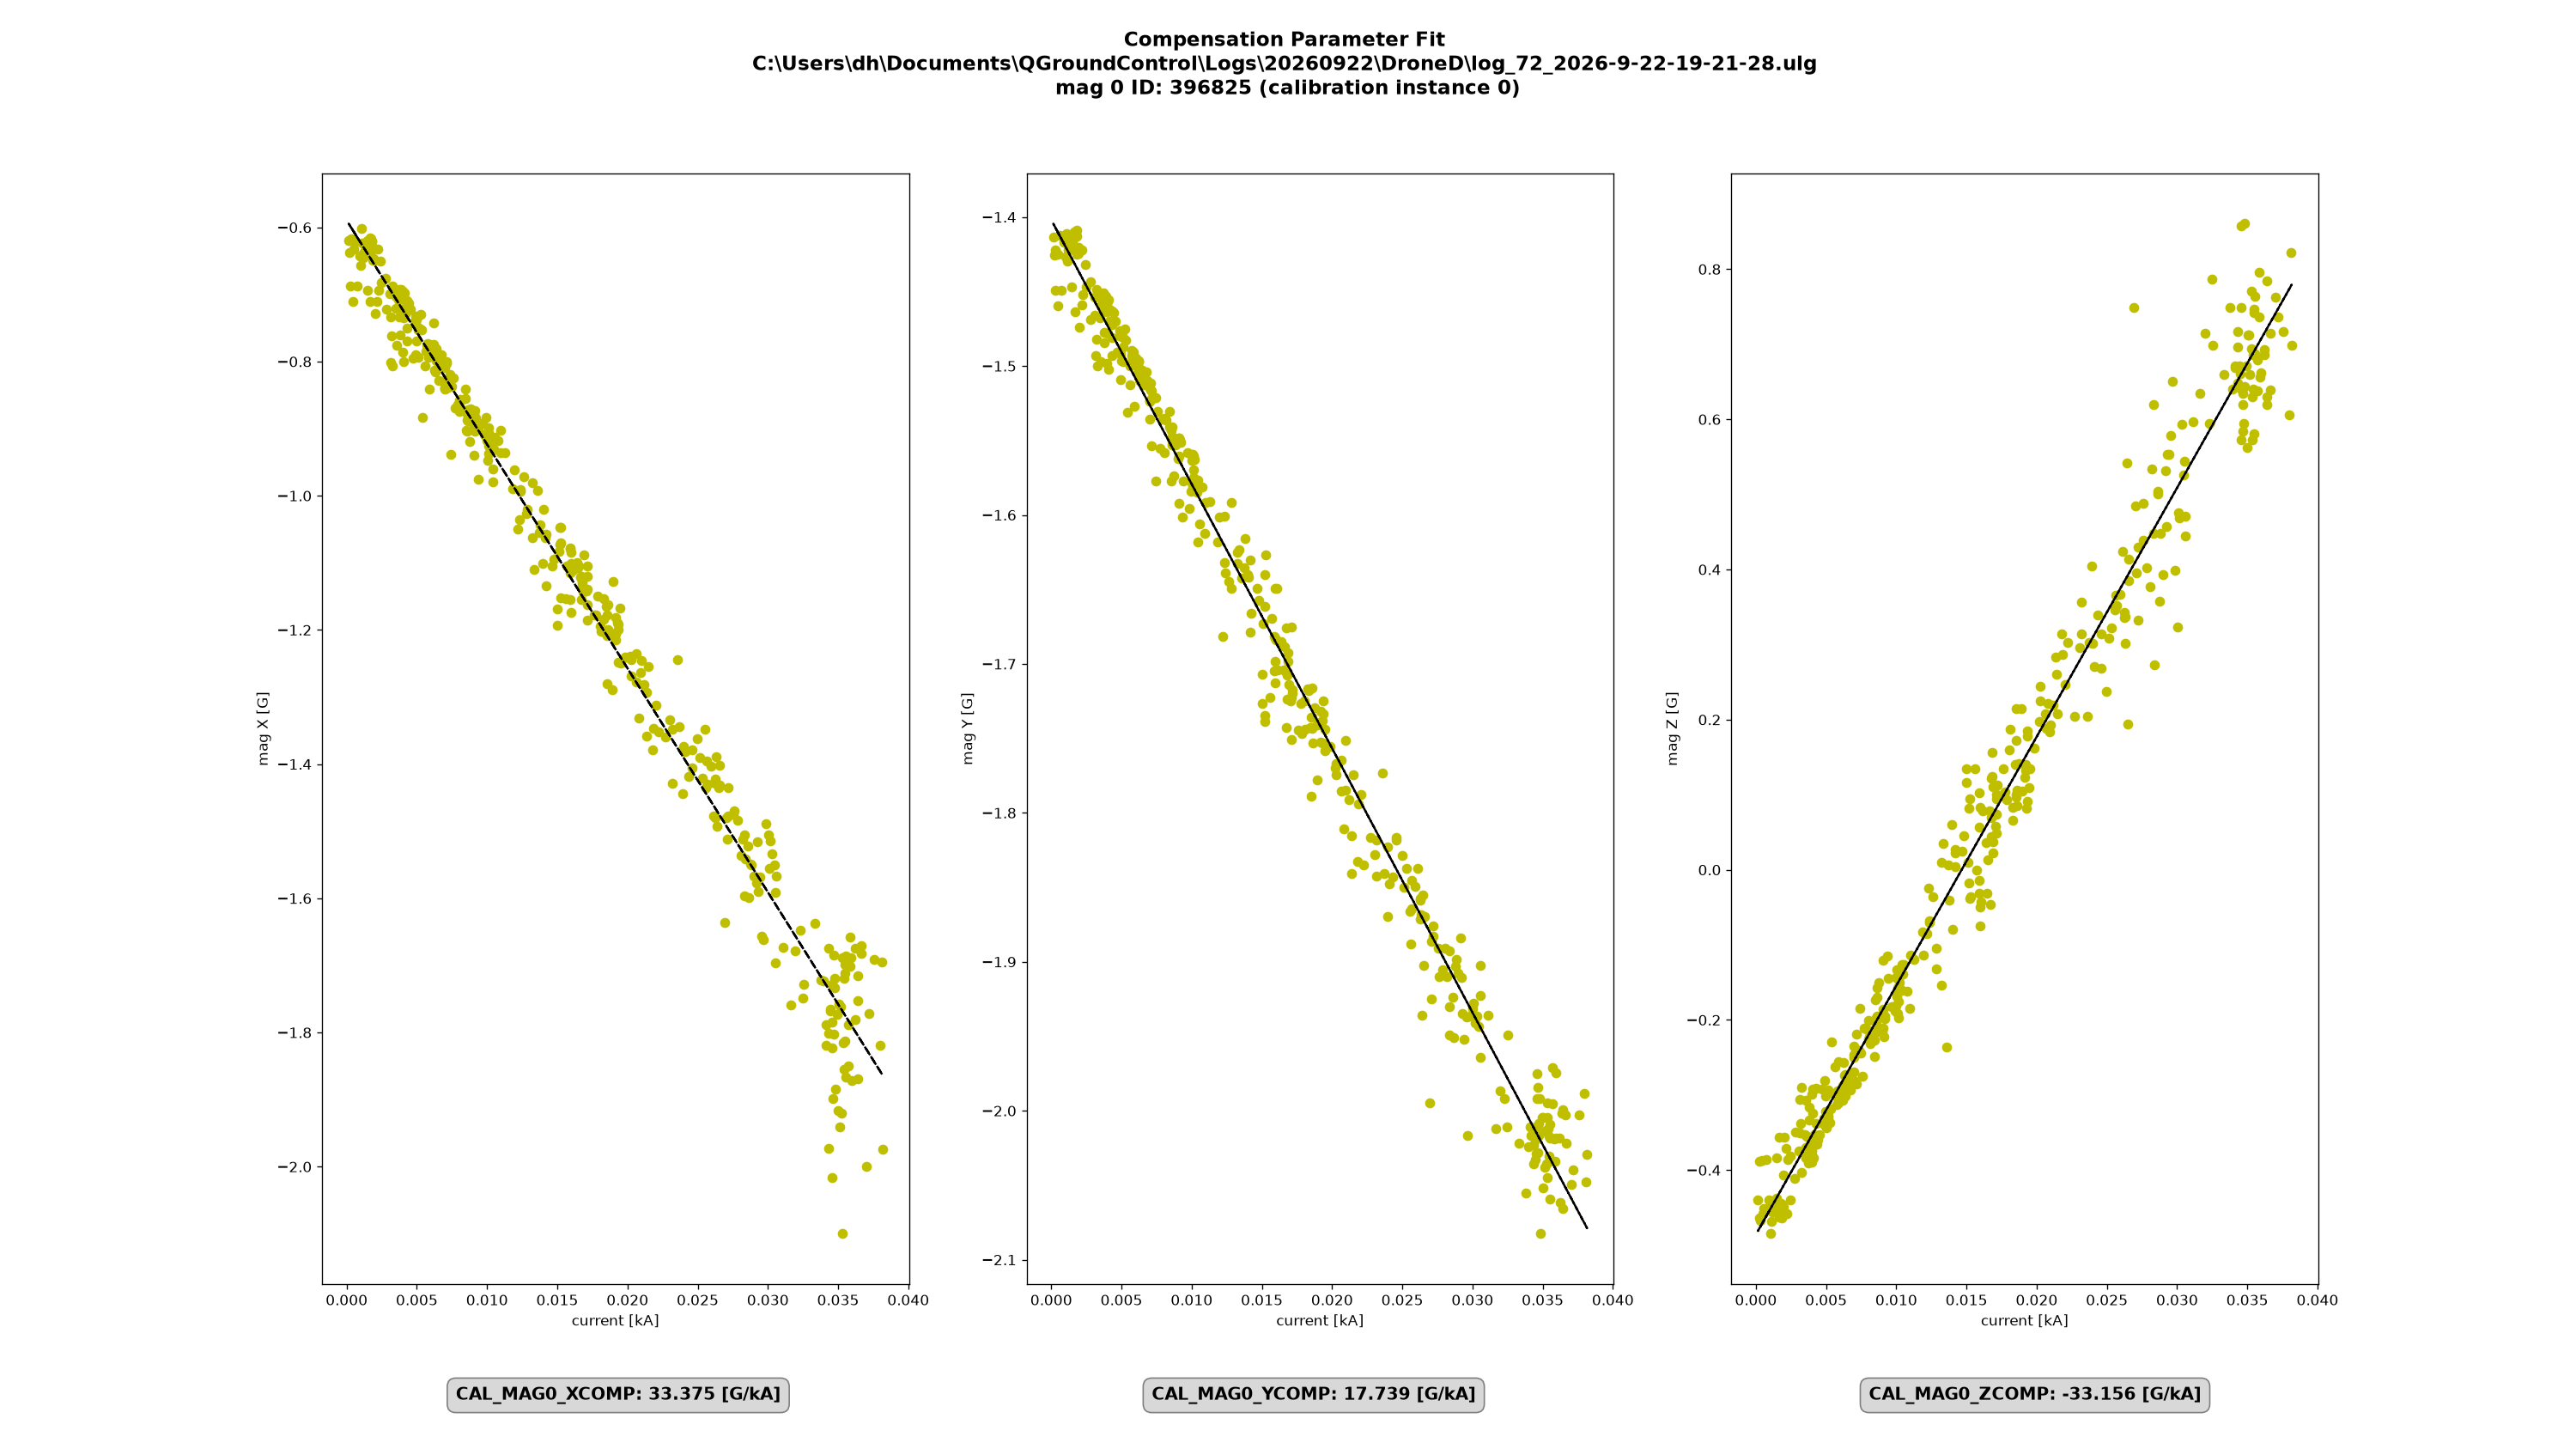 Compensation Parameter Fit
C:\Users\dh\Documents\QGroundControl\Logs\20260922\DroneD\log_72_2026-9-22-19-21-28.ulg
mag 0 ID: 396825 (calibration instance 0)
mag X [G]
−0.6
−0.8
−1.0
−1.2
−1.4
−1.6
−1.8
−2.0
0.000 0.005 0.010 0.015 0.020 0.025 0.030 0.035 0.040
current [kA]
CAL_MAG0_XCOMP: 33.375 [G/kA]
mag Y [G]
−1.4
−1.5
−1.6
−1.7
−1.8
−1.9
−2.0
−2.1
0.000 0.005 0.010 0.015 0.020 0.025 0.030 0.035 0.040
current [kA]
CAL_MAG0_YCOMP: 17.739 [G/kA]
mag Z [G]
0.8
0.6
0.4
0.2
0.0
−0.2
−0.4
0.000 0.005 0.010 0.015 0.020 0.025 0.030 0.035 0.040
current [kA]
CAL_MAG0_ZCOMP: -33.156 [G/kA]